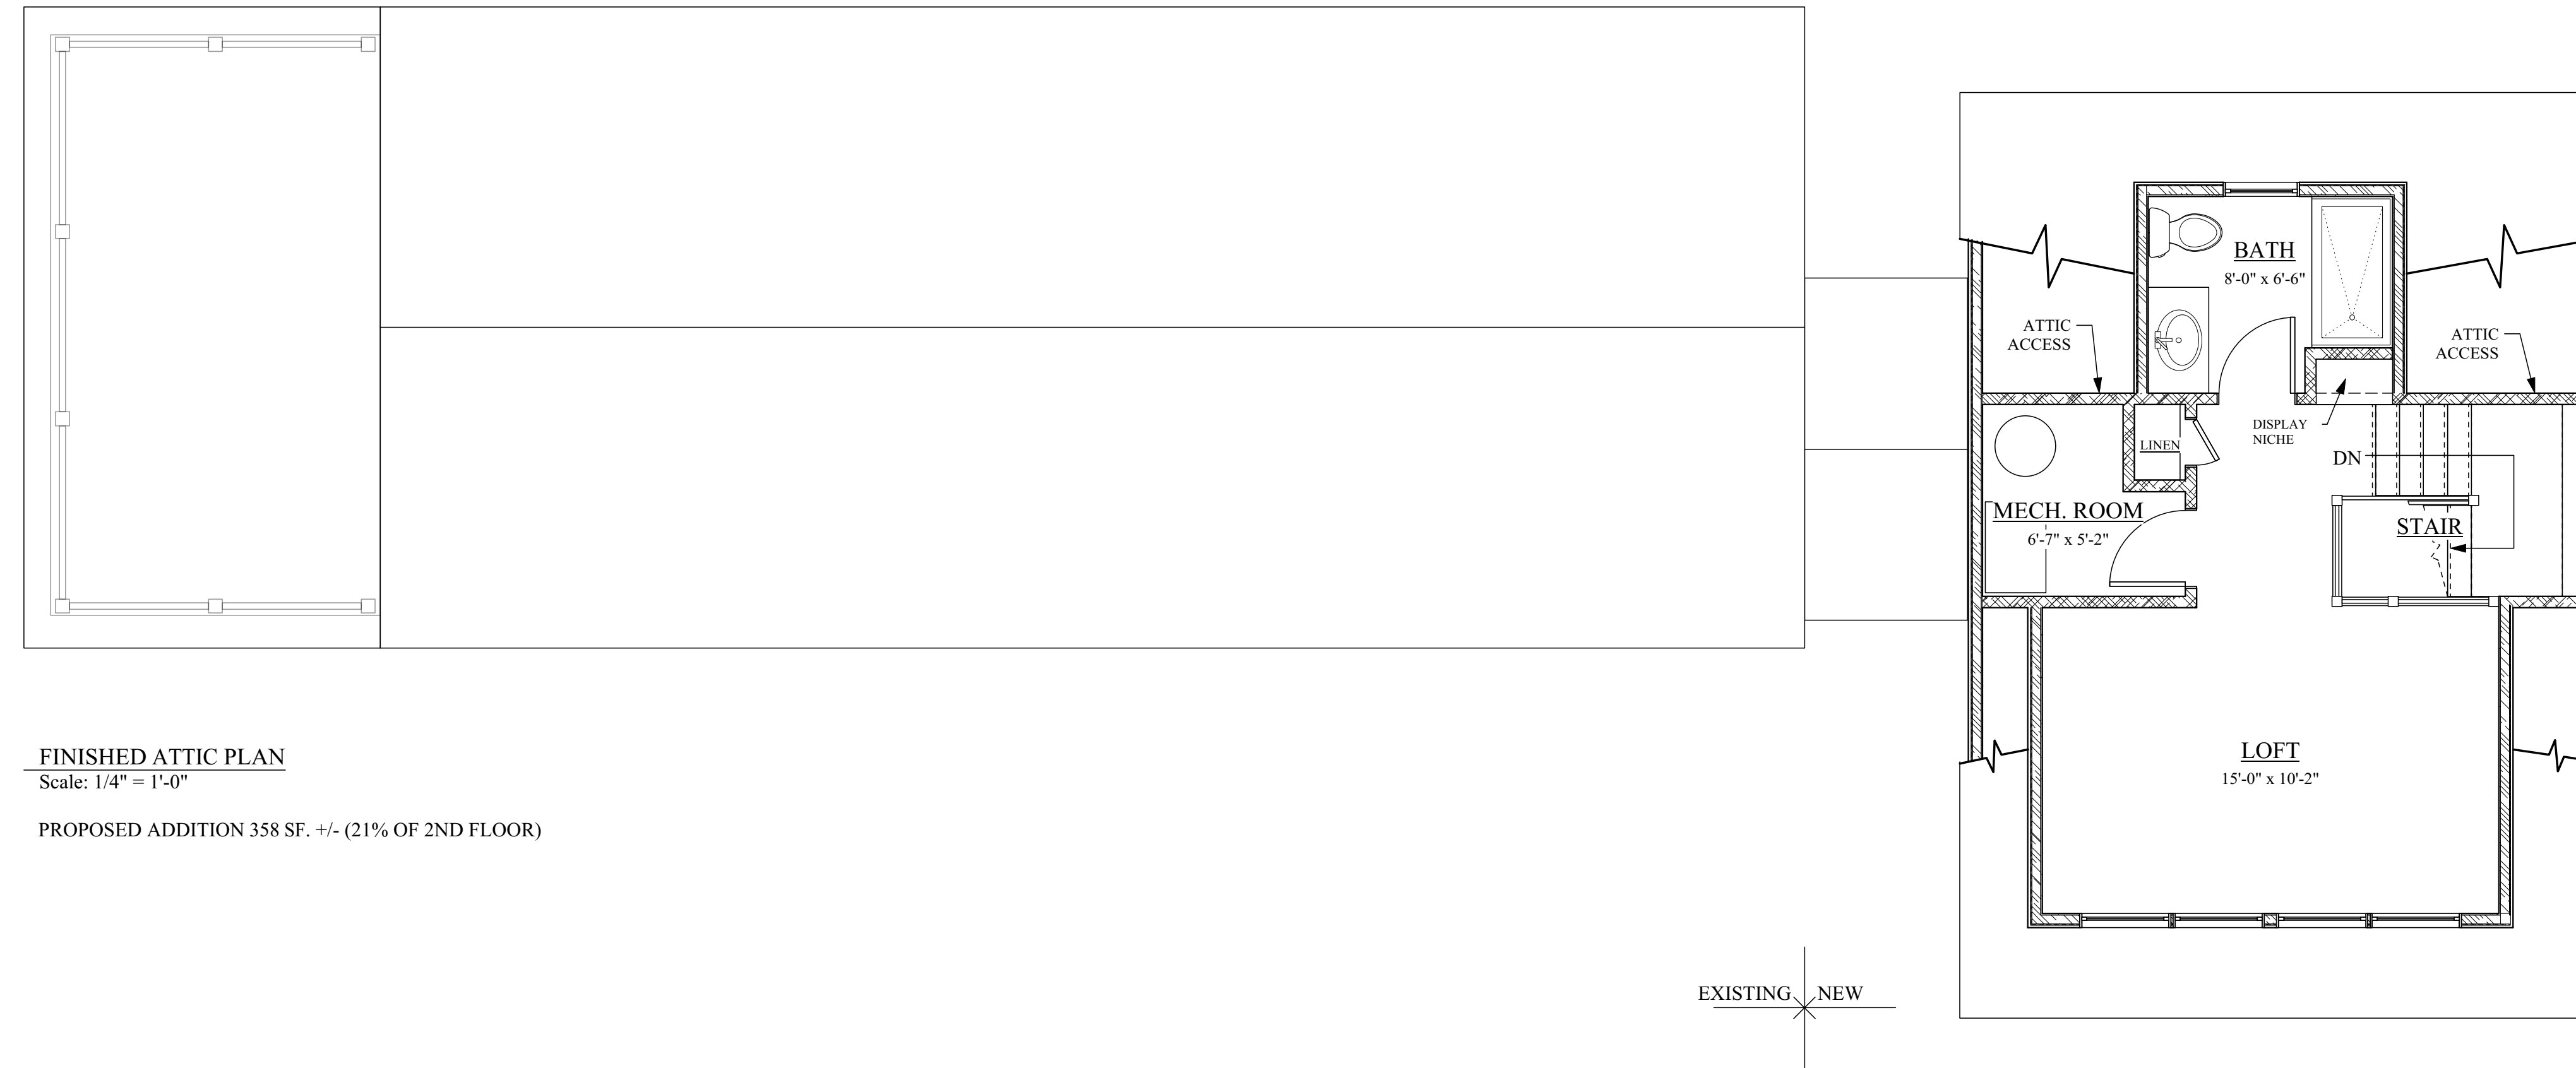 BATH
8'-0" x 6'-6"
ATTIC
ACCESS
ATTIC
ACCESS
DISPLAY
NICHE
LINEN
DN
MECH. ROOM
6'-7" x 5'-2"
STAIR
LOFT
15'-0" x 10'-2"
FINISHED ATTIC PLAN
Scale: 1/4" = 1'-0"
PROPOSED ADDITION 358 SF. +/- (21% OF 2ND FLOOR)
EXISTING
NEW